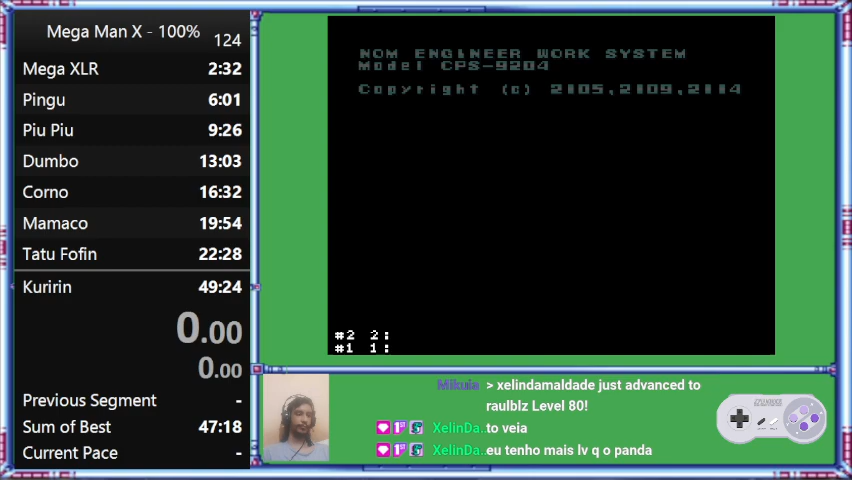 Mega Man X - 100%
124
Mega XLR 2:32
Pingu 6:01
Piu Piu 9:26
Dumbo 13:03
Corno 16:32
Mamaco 19:54
Tatu Fofin 22:28
Kuririn 49:24
0.00
0.00
Previous Segment -
Sum of Best 47:18
Current Pace -
NOM ENGINEER WORK SYSTEM
Model CPS-9204
Copyright (c) 2105,2109,2114
#2 2:
#1 1:
Mikuia > xelindamaldade just advanced to
raulblz Level 80!
XelinDa.. to veia
XelinDa.. eu tenho mais lv q o panda